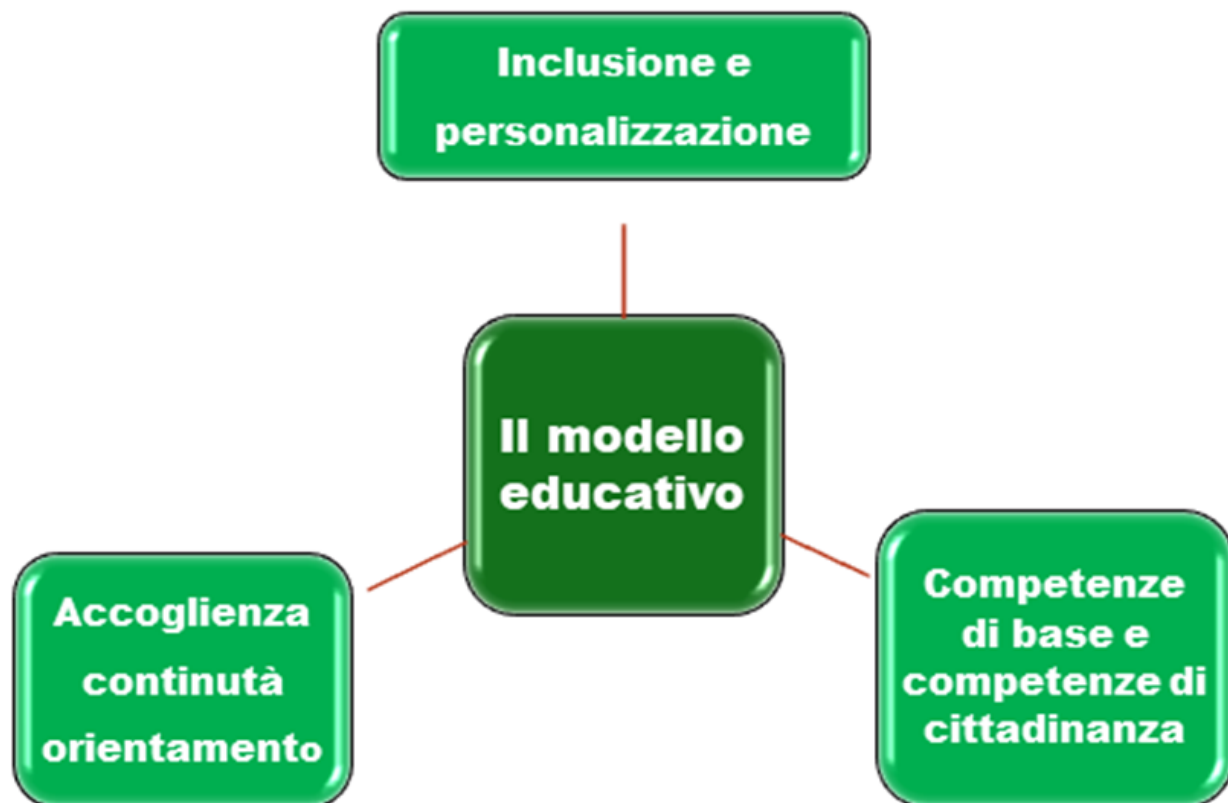 Inclusione e
personalizzazione
Il modello
educativo
Accoglienza
continutà
orientamento
Competenze
di base e
competenze di
cittadinanza